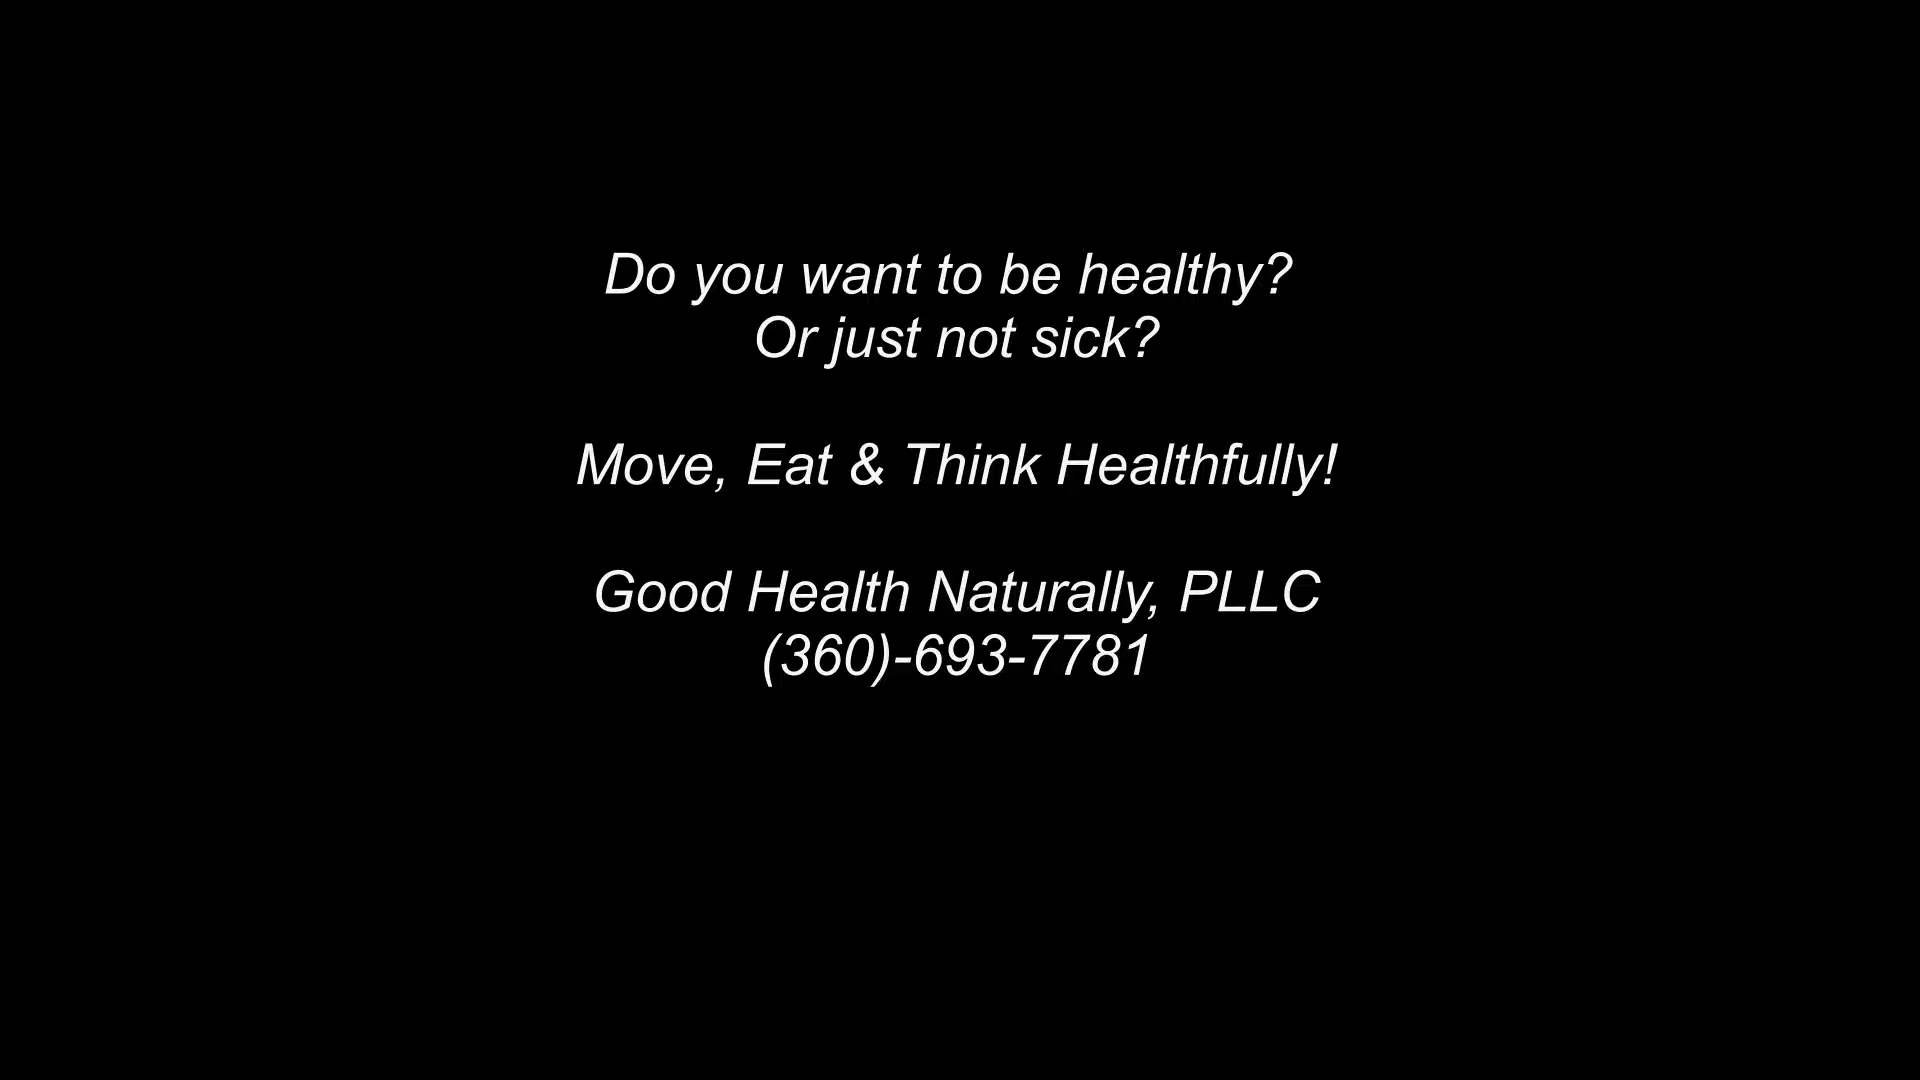 Do you want to be healthy?
Or just not sick?
Move, Eat & Think Healthfully!
Good Health Naturally, PLLC
(360)-693-7781